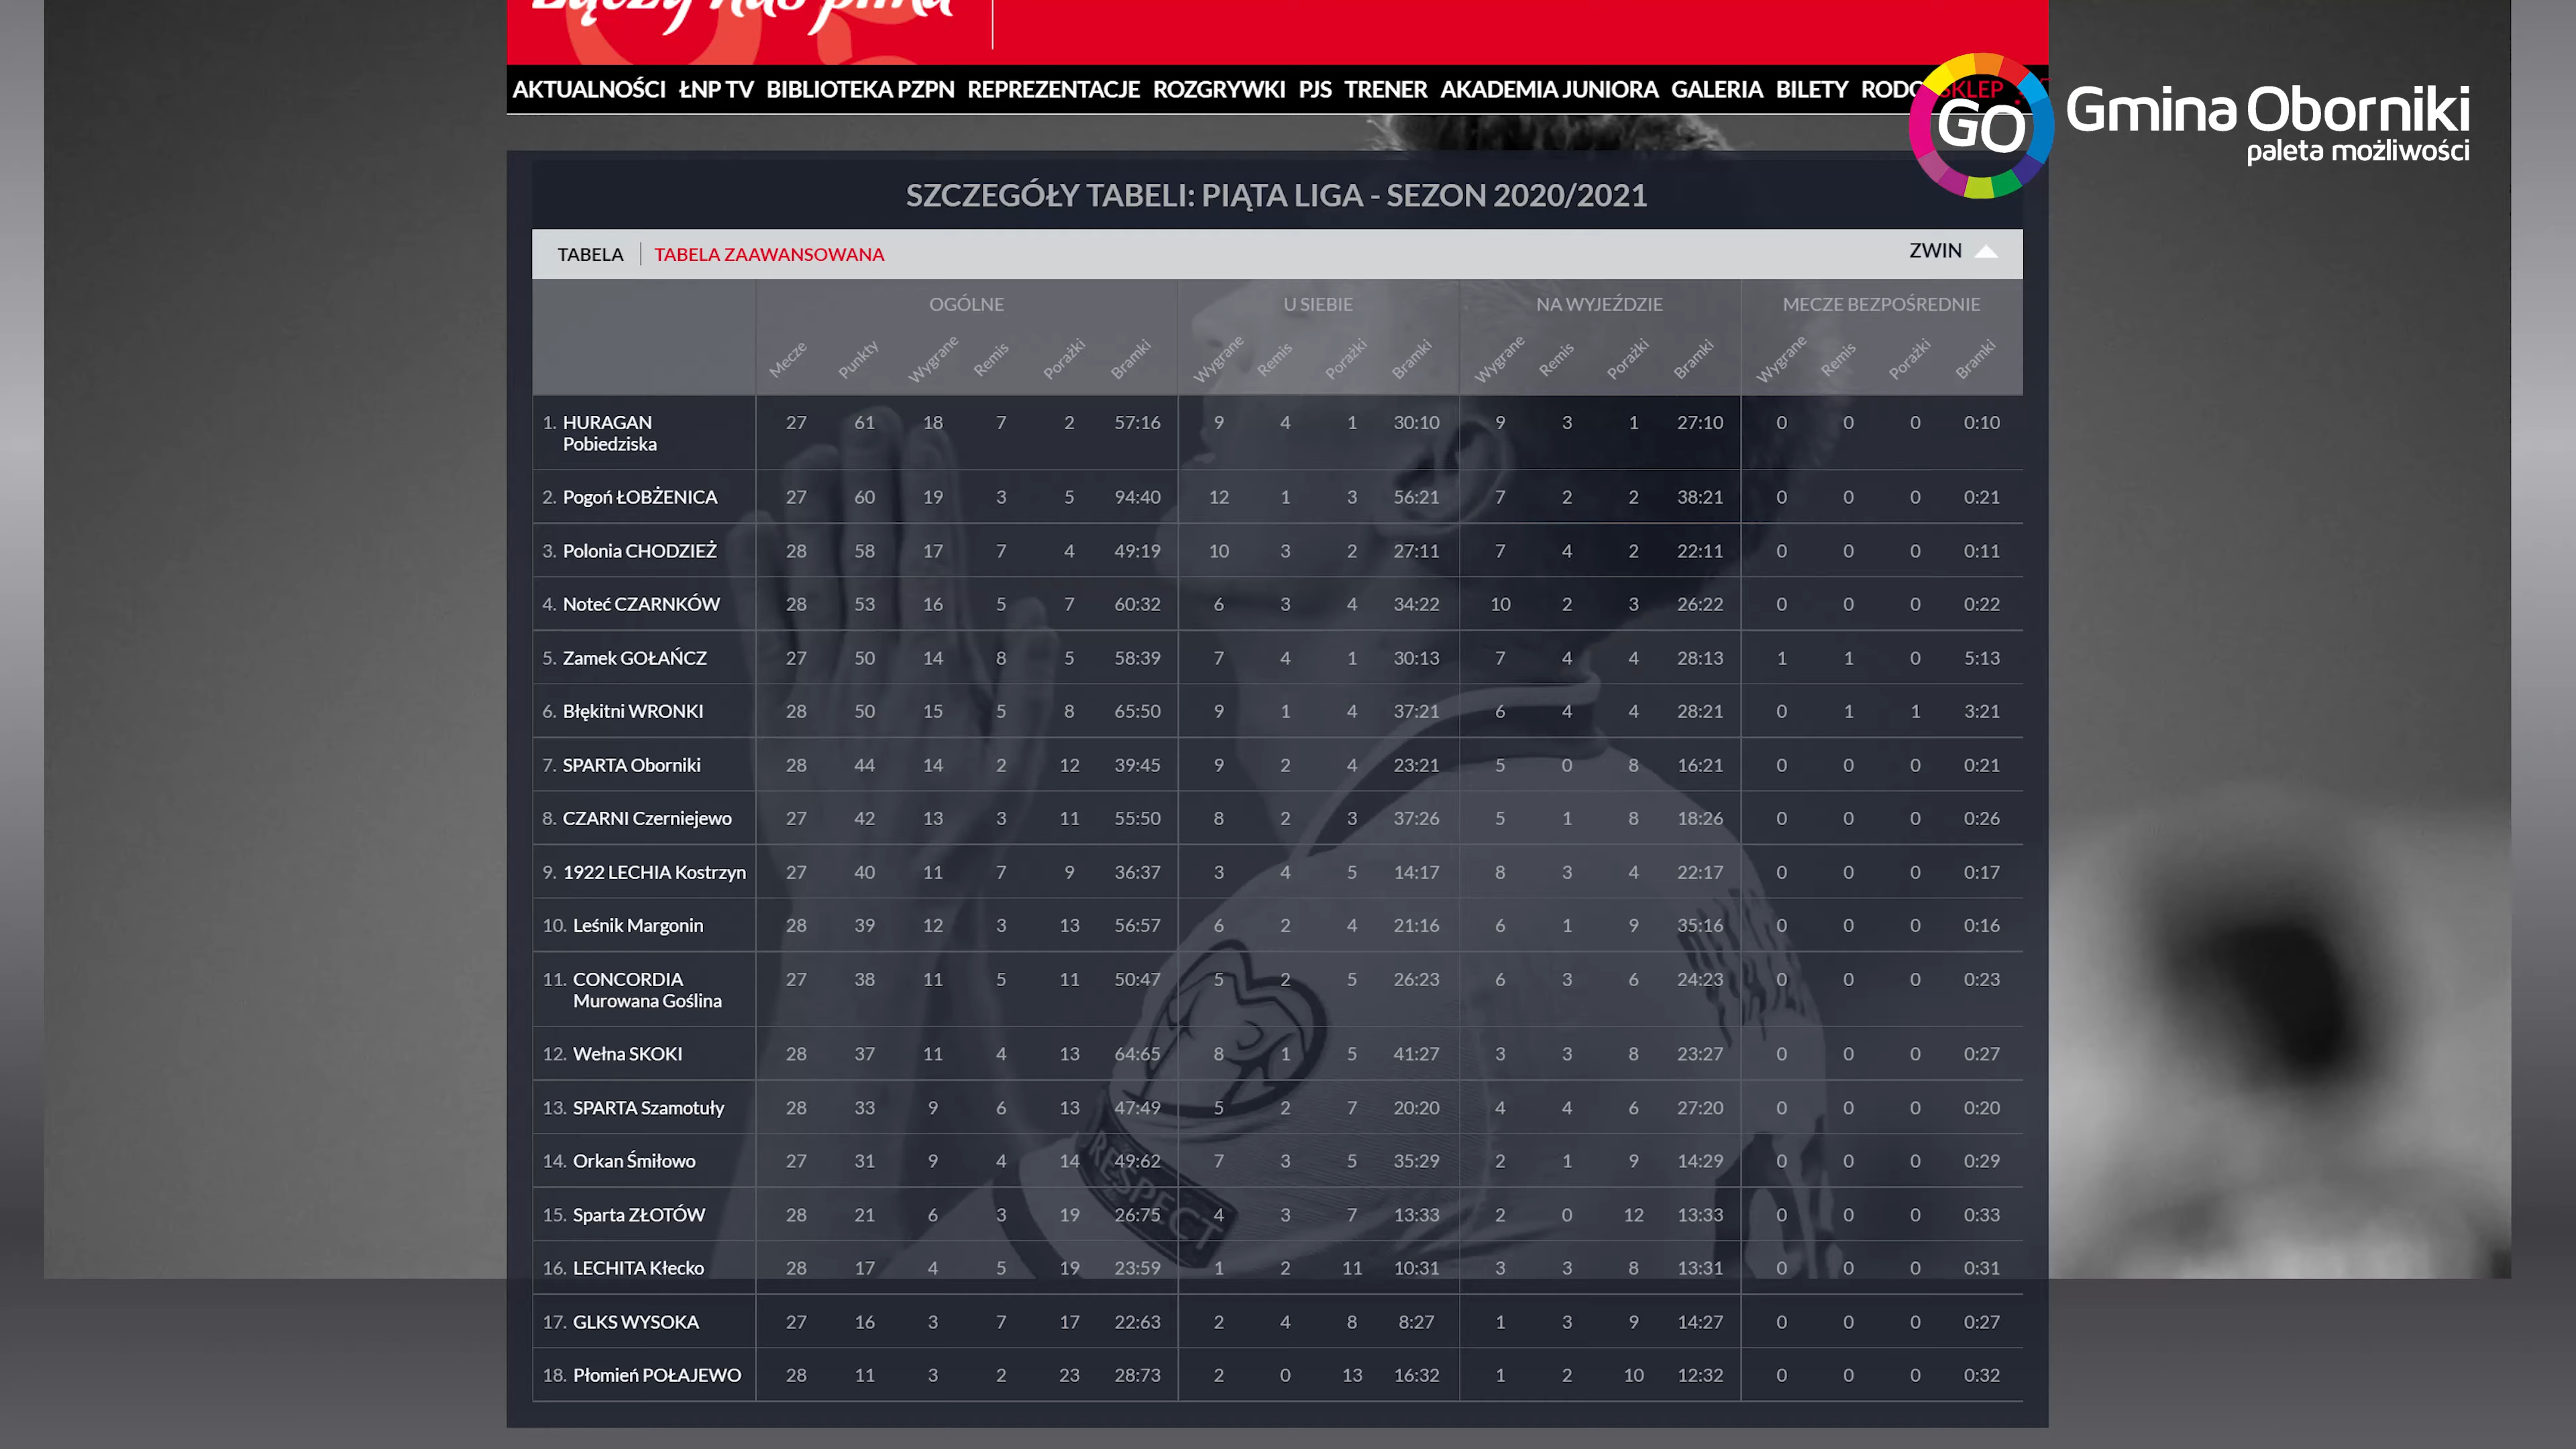 Łączy nas piłka
AKTUALNOŚCI ŁNP TV BIBLIOTEKA PZPN REPREZENTACJE ROZGRYWKI PJS TRENER AKADEMIA JUNIORA GALERIA BILETY RODO SKLEP
GO Gmina Oborniki
paleta możliwości
SZCZEGÓŁY TABELI: PIĄTA LIGA - SEZON 2020/2021
TABELA | TABELA ZAAWANSOWANA ZWIN
OGÓLNE U SIEBIE NA WYJEŹDZIE MECZE BEZPOŚREDNIE
Mecze Punkty Wygrane Remis Porażki Bramki Wygrane Remis Porażki Bramki Wygrane Remis Porażki Bramki Wygrane Remis Porażki Bramki
1. HURAGAN 27 61 18 7 2 57:16 9 4 1 30:10 9 3 1 27:10 0 0 0 0:10
Pobiedziska
2. Pogoń ŁOBŻENICA 27 60 19 3 5 94:40 12 1 3 56:21 7 2 2 38:21 0 0 0 0:21
3. Polonia CHODZIEŻ 28 58 17 7 4 49:19 10 3 2 27:11 7 4 2 22:11 0 0 0 0:11
4. Noteć CZARNKÓW 28 53 16 5 7 60:32 6 3 4 34:22 10 2 3 26:22 0 0 0 0:22
5. Zamek GOŁAŃCZ 27 50 14 8 5 58:39 7 4 1 30:13 7 4 4 28:13 1 1 0 5:13
6. Błękitni WRONKI 28 50 15 5 8 65:50 9 1 4 37:21 6 4 4 28:21 0 1 1 3:21
7. SPARTA Oborniki 28 44 14 2 12 39:45 9 2 4 23:21 5 0 8 16:21 0 0 0 0:21
8. CZARNI Czerniejewo 27 42 13 3 11 55:50 8 2 3 37:26 5 1 8 18:26 0 0 0 0:26
9. 1922 LECHIA Kostrzyn 27 40 11 7 9 36:37 3 4 5 14:17 8 3 4 22:17 0 0 0 0:17
10. Leśnik Margonin 28 39 12 3 13 56:57 6 2 4 21:16 6 1 9 35:16 0 0 0 0:16
11. CONCORDIA 27 38 11 5 11 50:47 5 2 5 26:23 6 3 6 24:23 0 0 0 0:23
Murowana Goślina
12. Wełna SKOKI 28 37 11 4 13 64:65 8 1 5 41:27 3 3 8 23:27 0 0 0 0:27
13. SPARTA Szamotuły 28 33 9 6 13 47:49 5 2 7 20:20 4 4 6 27:20 0 0 0 0:20
14. Orkan Śmiłowo 27 31 9 4 14 49:62 7 3 5 35:29 2 1 9 14:29 0 0 0 0:29
RESPECT
15. Sparta ZŁOTÓW 28 21 6 3 19 26:75 4 3 7 13:33 2 0 12 13:33 0 0 0 0:33
16. LECHITA Kłecko 28 17 4 5 19 23:59 1 2 11 10:31 3 3 8 13:31 0 0 0 0:31
17. GLKS WYSOKA 27 16 3 7 17 22:63 2 4 8 8:27 1 3 9 14:27 0 0 0 0:27
18. Płomień POŁAJEWO 28 11 3 2 23 28:73 2 0 13 16:32 1 2 10 12:32 0 0 0 0:32